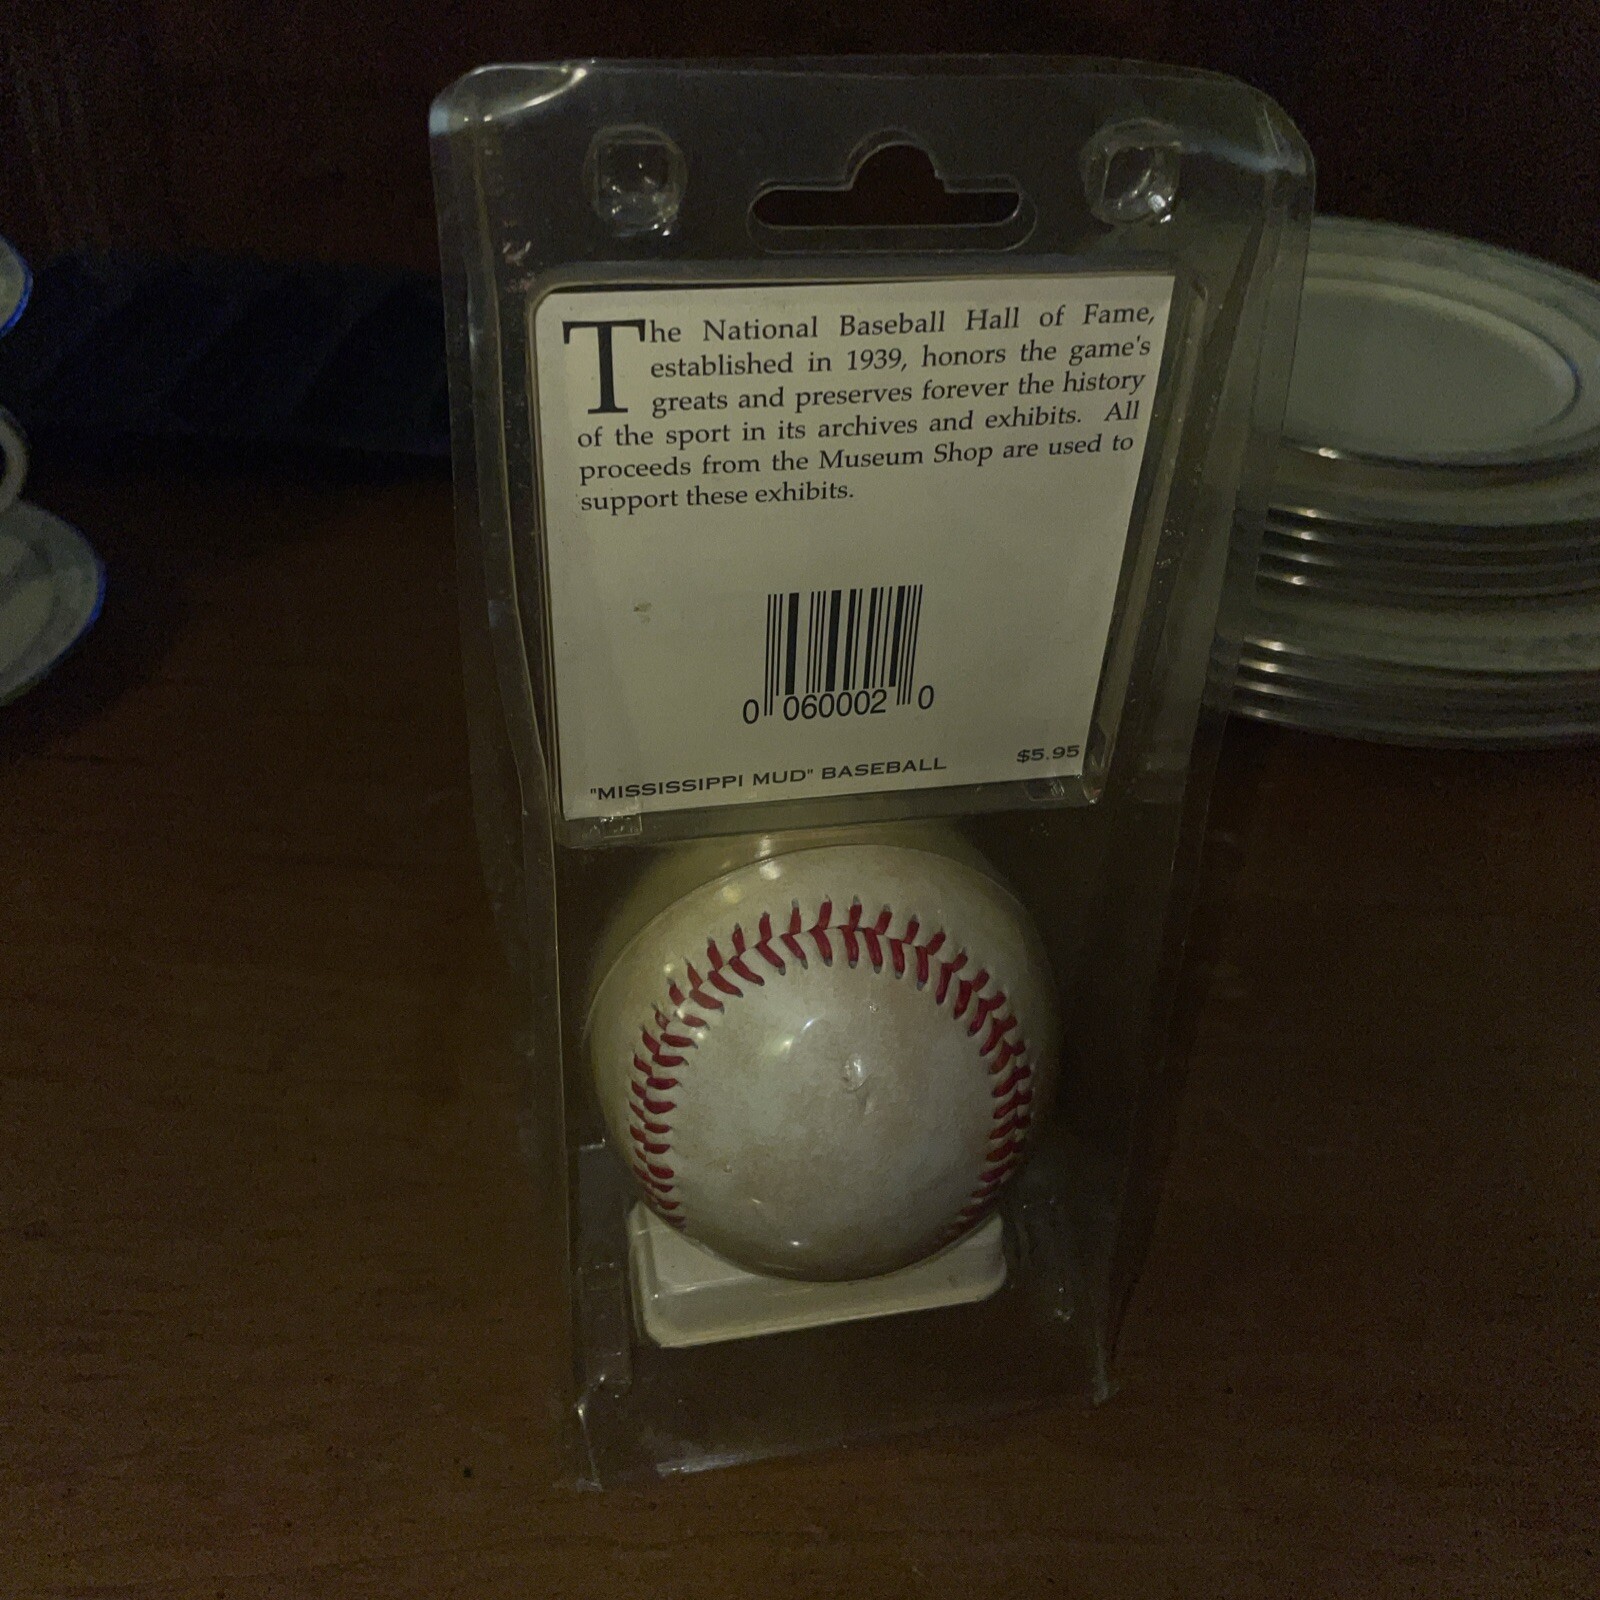 The National Baseball Hall of Fame,
established in 1939, honors the game's
greats and preserves forever the history
of the sport in its archives and exhibits. All
proceeds from the Museum Shop are used to
support these exhibits.
0 060002 0
"MISSISSIPPI MUD" BASEBALL $5.95